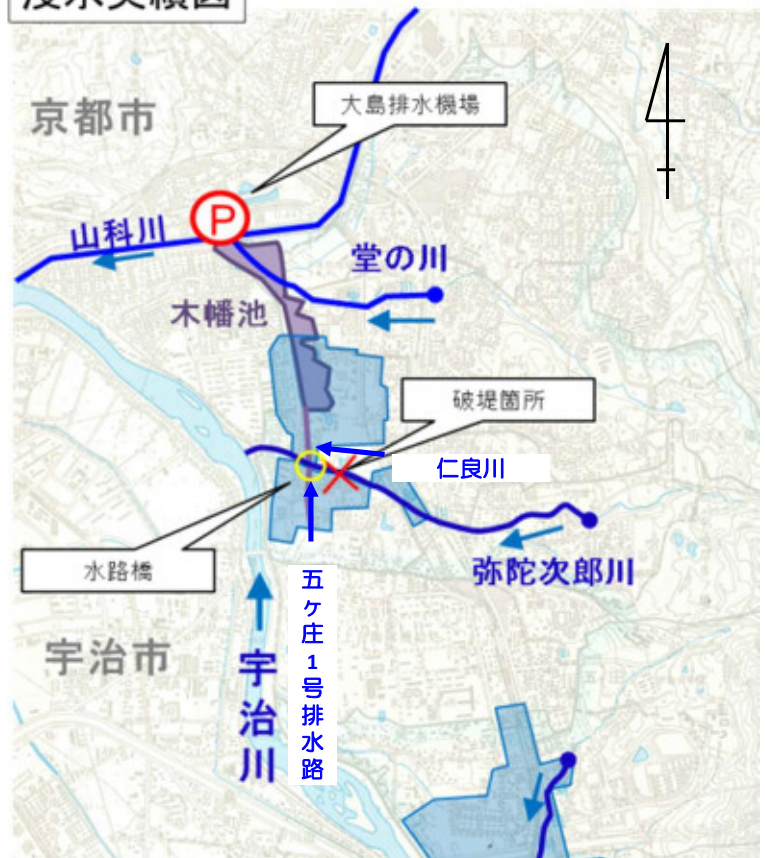 浸水実績図
京都市
大島排水機場
P
山科川
堂の川
木幡池
破堤箇所
仁良川
水路橋
弥陀次郎川
五ヶ庄1号排水路
宇治市
宇治川